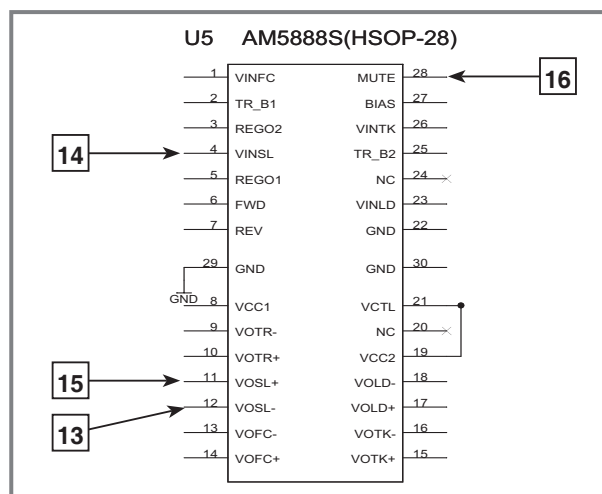 U5 AM5888S(HSOP-28)
1 VINFC MUTE 28 16
2 TR_B1 BIAS 27
3 REGO2 VINTK 26
14 4 VINSL TR_B2 25
5 REGO1 NC 24
6 FWD VINLD 23
7 REV GND 22
29 GND GND 30
GND
8 VCC1 VCTL 21
9 VOTR- NC 20
10 VOTR+ VCC2 19
15 11 VOSL+ VOLD- 18
12 VOSL- VOLD+ 17
13 13 VOFC- VOTK- 16
14 VOFC+ VOTK+ 15